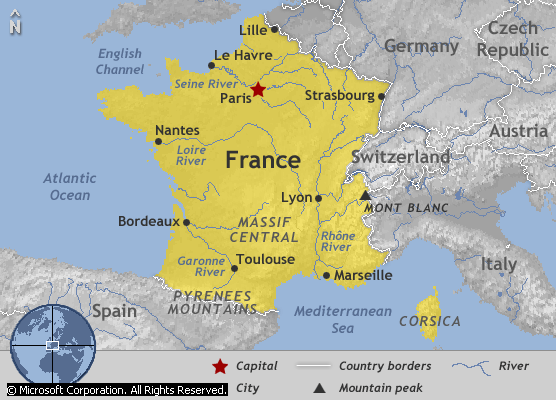 N
Lille
English
Channel
Le Havre
Germany
Czech
Republic
Seine River
Paris
Strasbourg
Nantes
Austria
Loire
River
France
Switzerland
Atlantic
Ocean
Lyon
MONT BLANC
Bordeaux
MASSIF
CENTRAL
Rhône
River
Garonne
River
Toulouse
Italy
Marseille
PYRENEES
MOUNTAINS
Spain
Mediterranean
Sea
CORSICA
Capital
Country borders
River
City
Mountain peak
© Microsoft Corporation. All Rights Reserved.